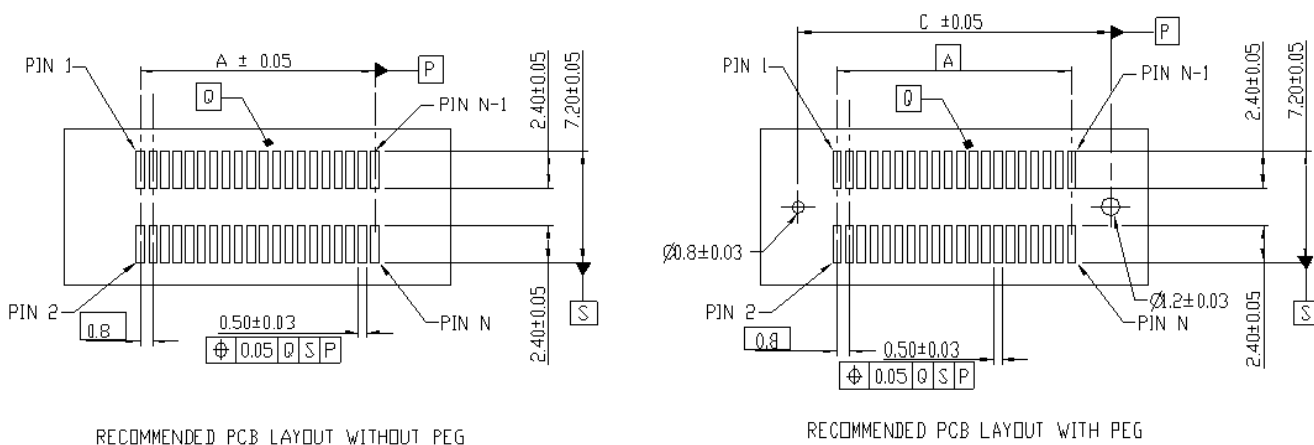 A ± 0.05
P
PIN 1
Q
PIN N-1
2.40±0.05
7.20±0.05
PIN 2
0.8
0.50±0.03
⌖ 0.05 Q S P
PIN N
2.40±0.05
S
RECOMMENDED PCB LAYOUT WITHOUT PEG
C ±0.05
P
PIN 1
A
PIN N-1
Q
2.40±0.05
7.20±0.05
Ø0.8±0.03
Ø1.2±0.03
PIN 2
PIN N
0.8
0.50±0.03
⌖ 0.05 Q S P
2.40±0.05
S
RECOMMENDED PCB LAYOUT WITH PEG